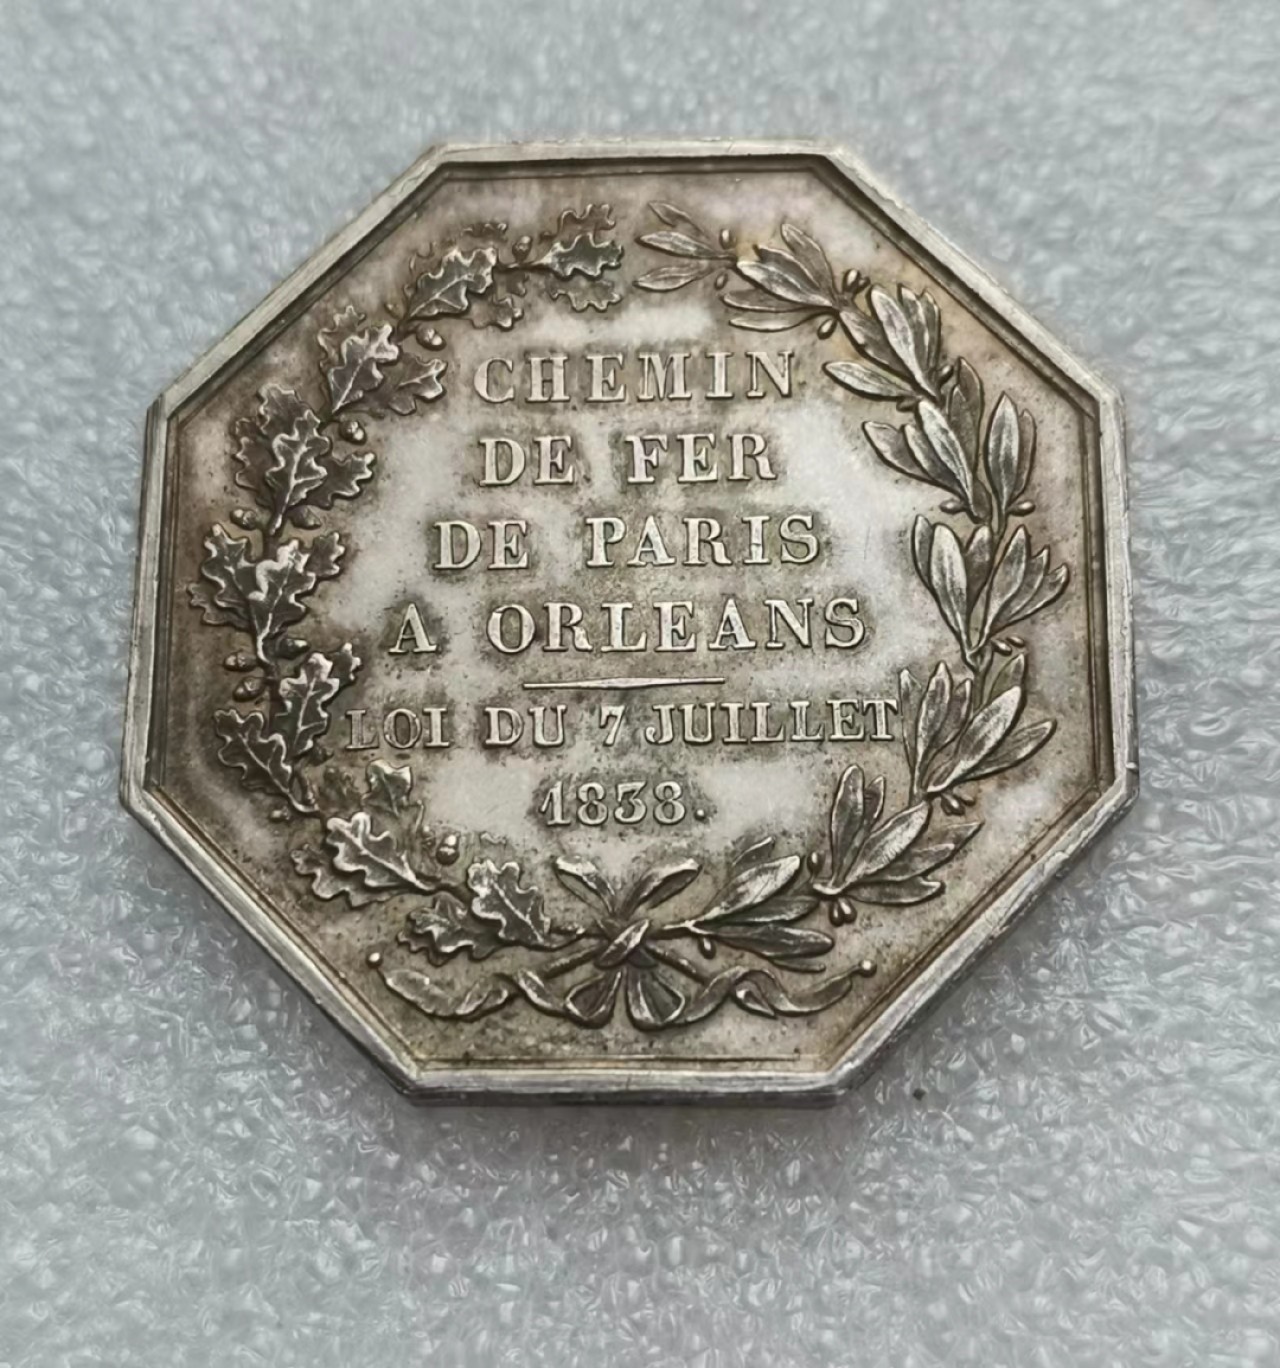 CHEMIN
DE FER
DE PARIS
A ORLEANS
LOI DU 7 JUILLET
1838.